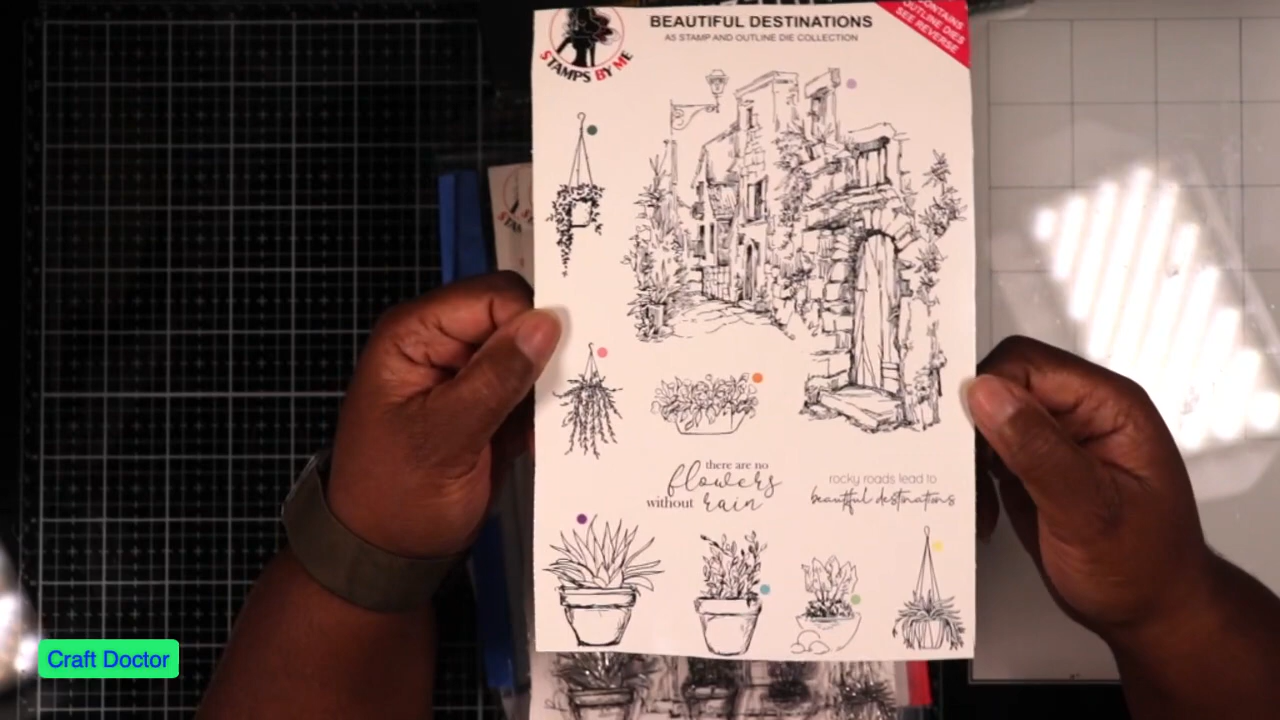 BEAUTIFUL DESTINATIONS
A5 STAMP AND OUTLINE DIE COLLECTION
CONTAINS
OUTLINE DIES
SEE REVERSE
STAMPS BY ME
there are no
flowers
without rain
rocky roads lead to
beautiful destinations
Craft Doctor